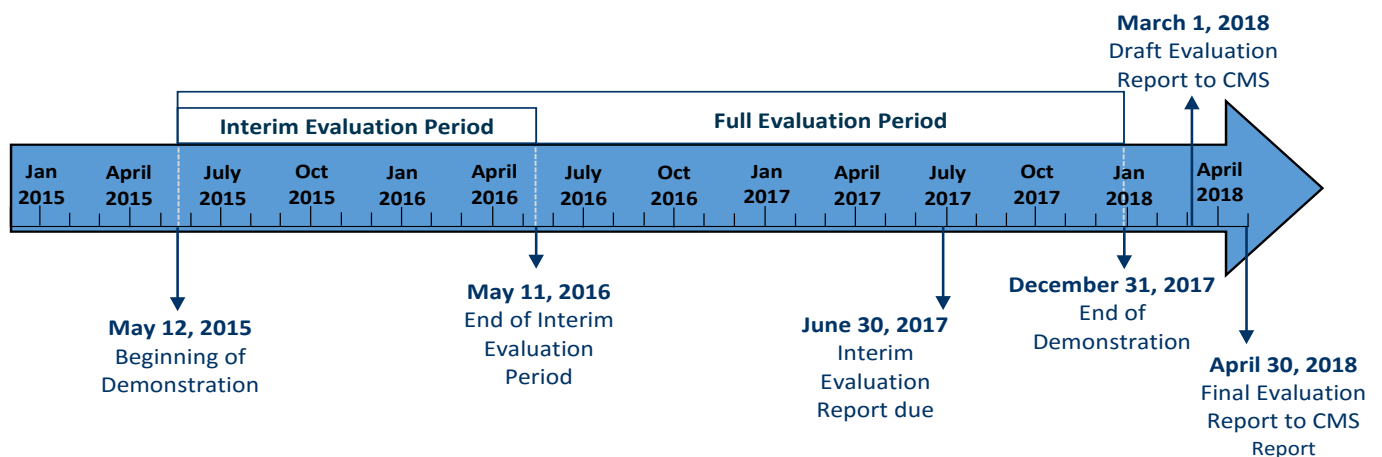 March 1, 2018
Draft Evaluation
Report to CMS
Interim Evaluation Period
Full Evaluation Period
Jan
2015
April
2015
July
2015
Oct
2015
Jan
2016
April
2016
July
2016
Oct
2016
Jan
2017
April
2017
July
2017
Oct
2017
Jan
2018
April
2018
May 12, 2015
Beginning of
Demonstration
May 11, 2016
End of Interim
Evaluation
Period
June 30, 2017
Interim
Evaluation
Report due
December 31, 2017
End of
Demonstration
April 30, 2018
Final Evaluation
Report to CMS
Report